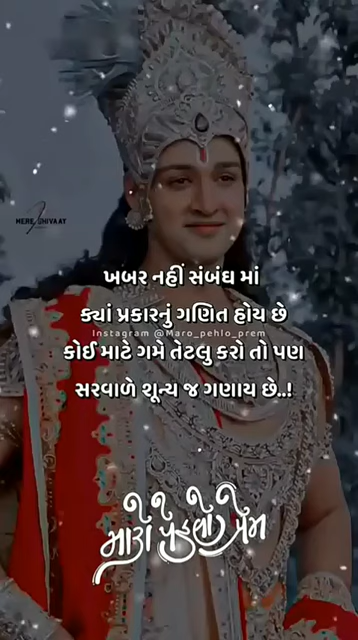 MERE SHIVAAY
ખબર નહીં સંબંધ માં
ક્યાં પ્રકારનું ગણિત હોય છે
Instagram @Maro_pehlo_prem
કોઈ માટે ગમે તેટલુ કરો તો પણ
સરવાળે શૂન્ય જ ગણાય છે..!
મારો પહેલો પ્રેમ